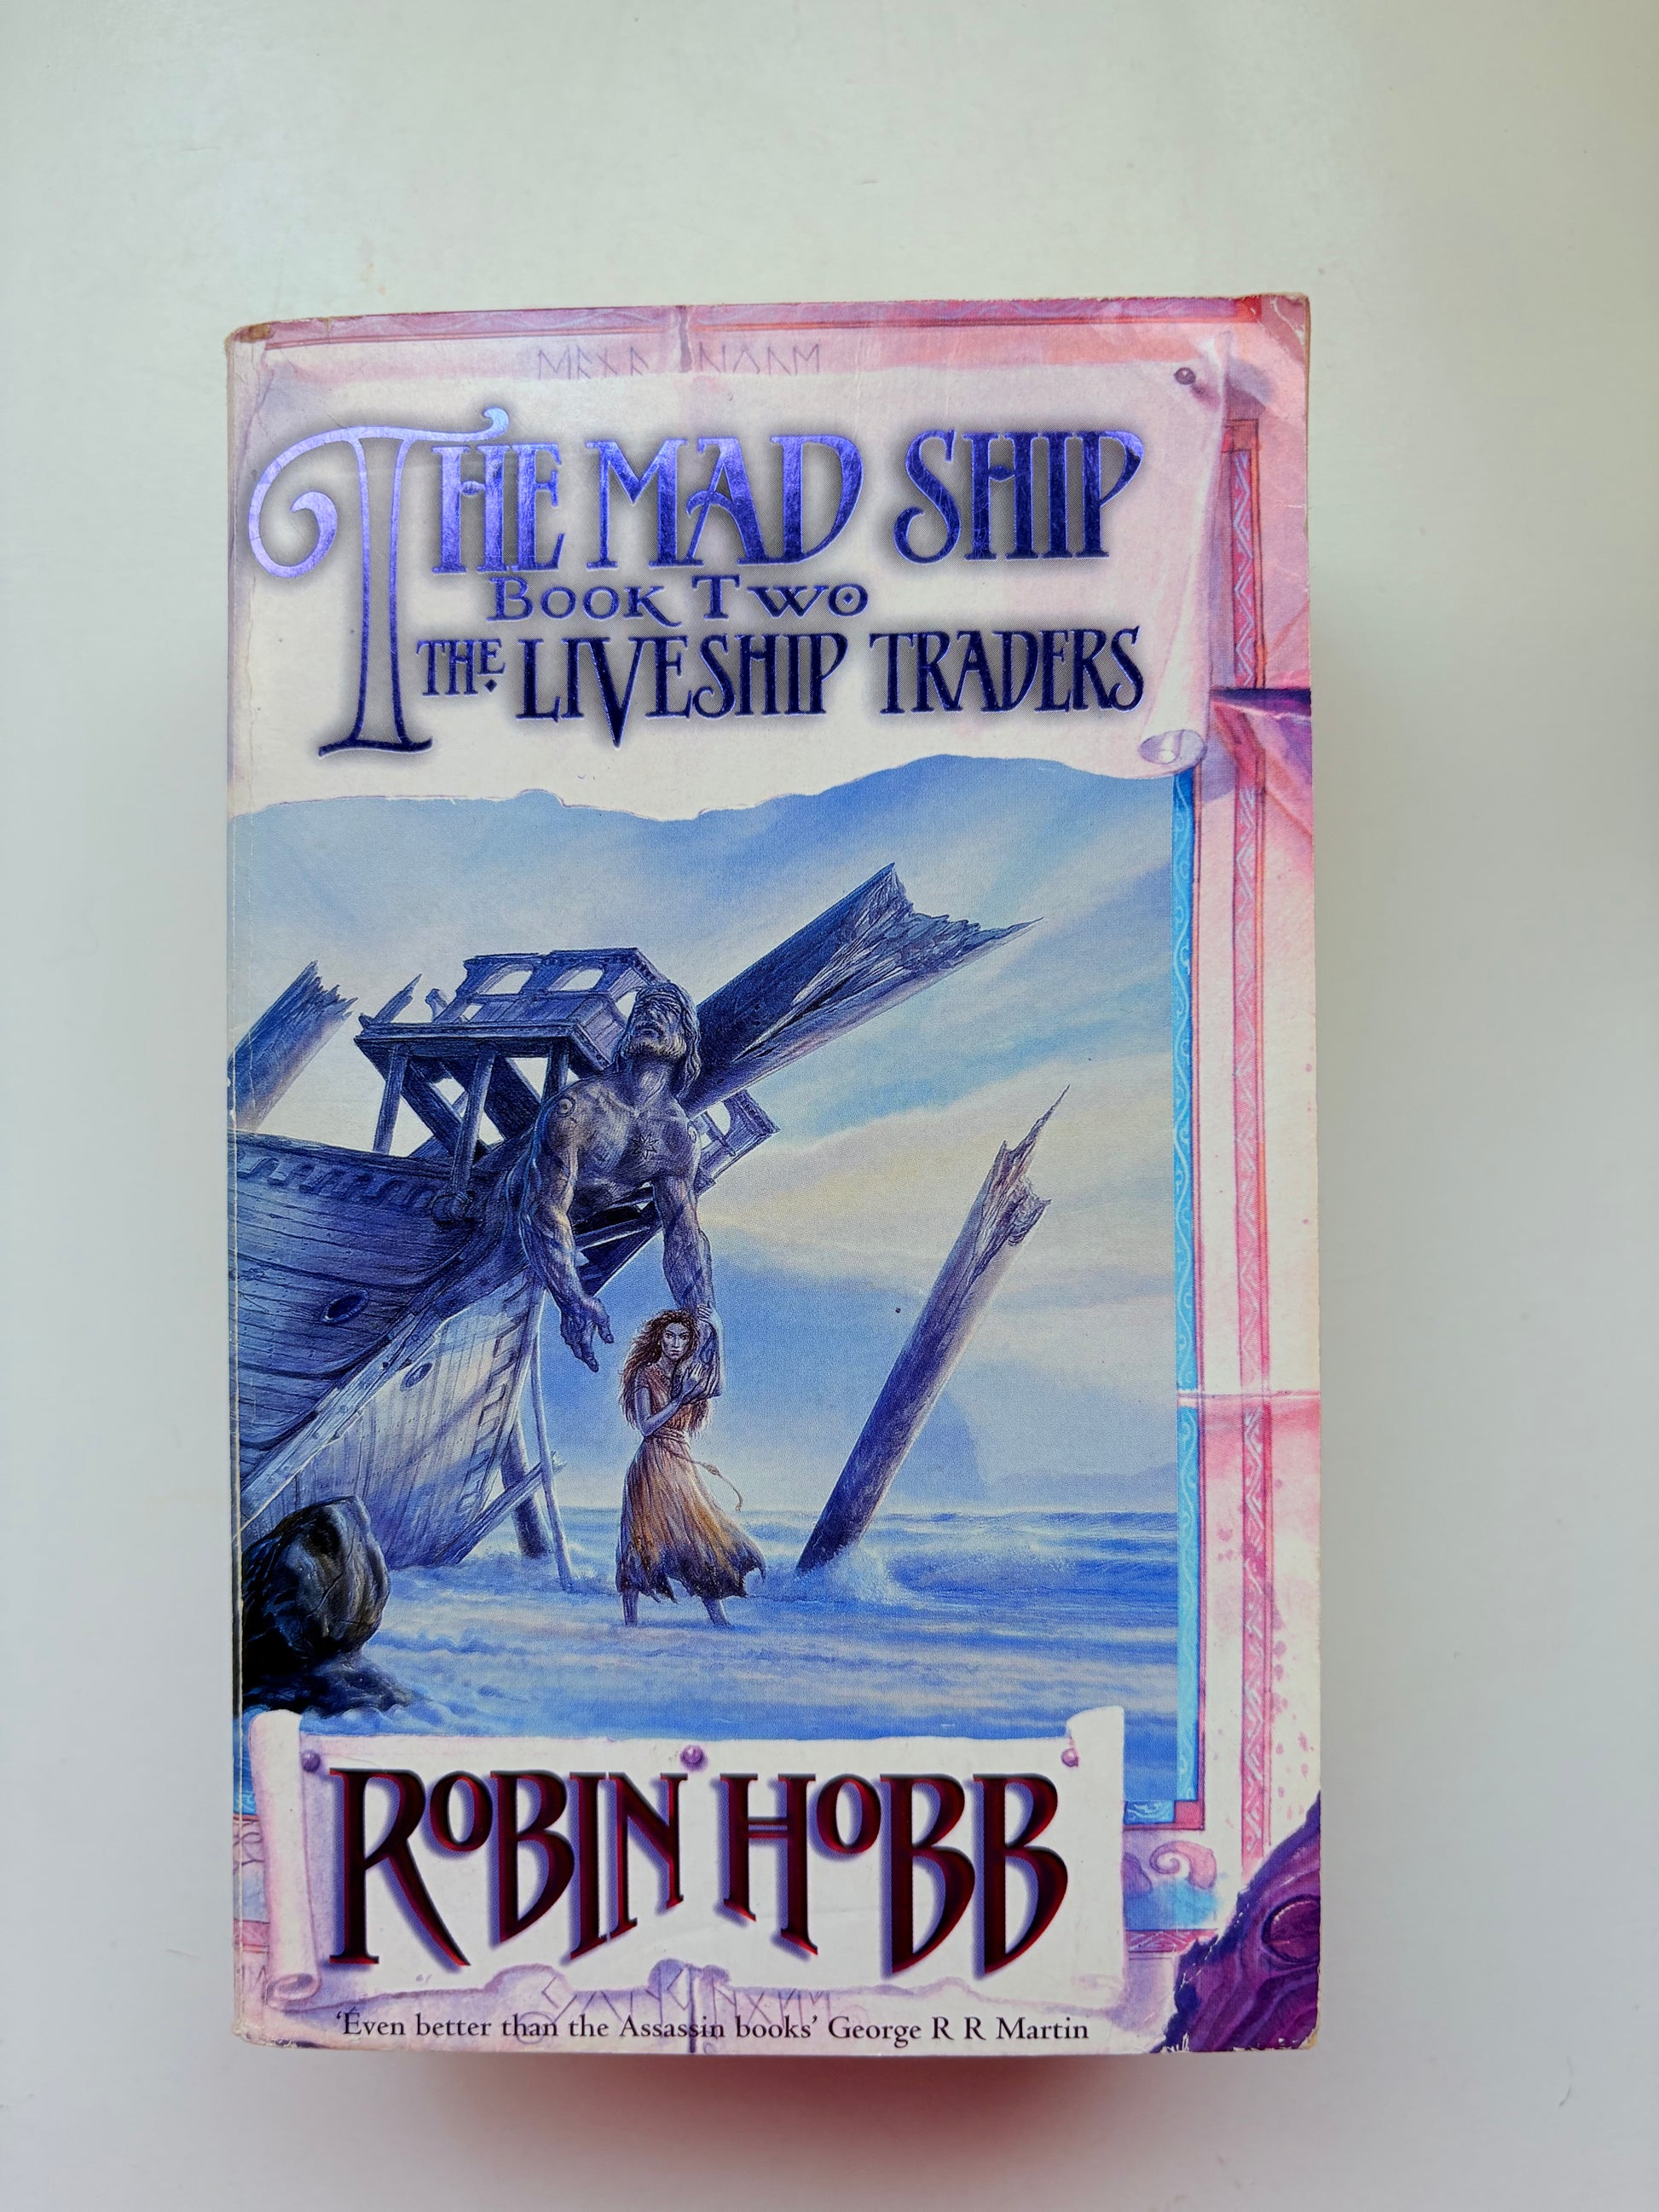 THE MAD SHIP
BOOK TWO
THE LIVESHIP TRADERS
ROBIN HOBB
'Even better than the Assassin books' George R R Martin